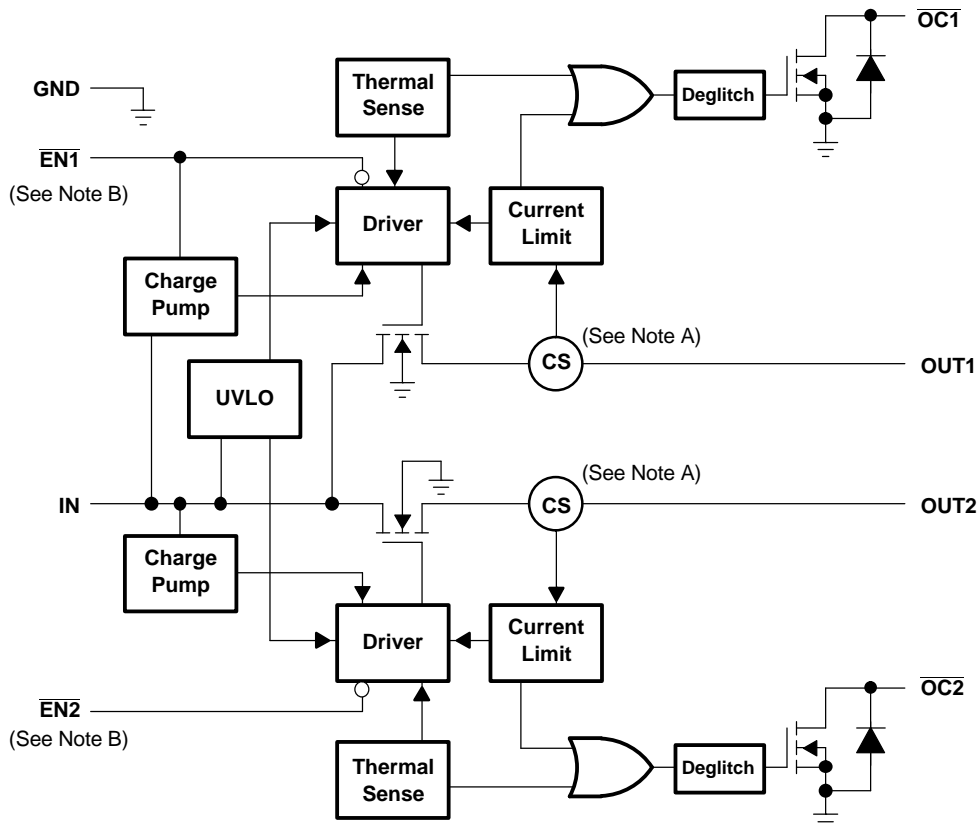 OC1
Thermal
Sense
GND
Deglitch
EN1
(See Note B)
Driver
Current
Limit
Charge
Pump
(See Note A)
CS
OUT1
UVLO
(See Note A)
IN
CS
OUT2
Charge
Pump
Driver
Current
Limit
OC2
EN2
(See Note B)
Thermal
Sense
Deglitch